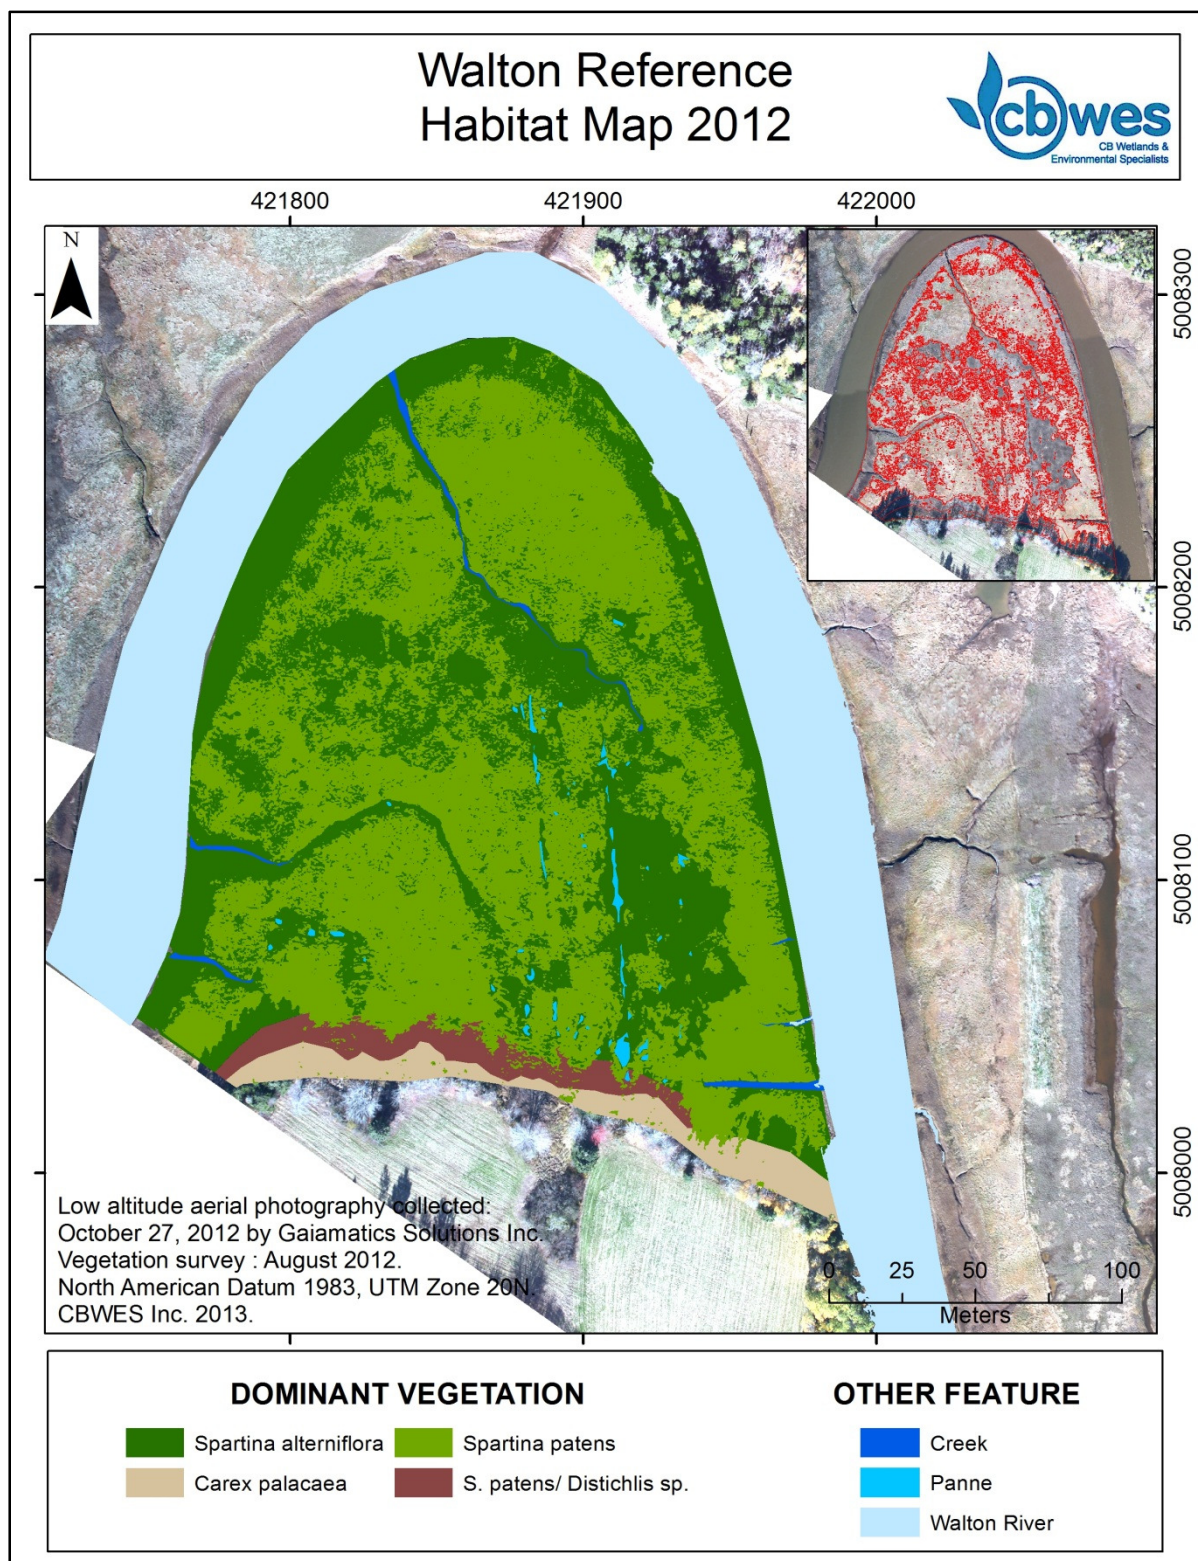 Walton Reference
Habitat Map 2012
cbwes
CB Wetlands &
Environmental Specialists
421800
421900
422000
N
5008300
5008200
5008100
5008000
Low altitude aerial photography collected:
October 27, 2012 by Gaiamatics Solutions Inc.
Vegetation survey : August 2012.
North American Datum 1983, UTM Zone 20N.
CBWES Inc. 2013.
0 25 50 100
Meters
DOMINANT VEGETATION
Spartina alterniflora
Spartina patens
Carex palacaea
S. patens/ Distichlis sp.
OTHER FEATURE
Creek
Panne
Walton River